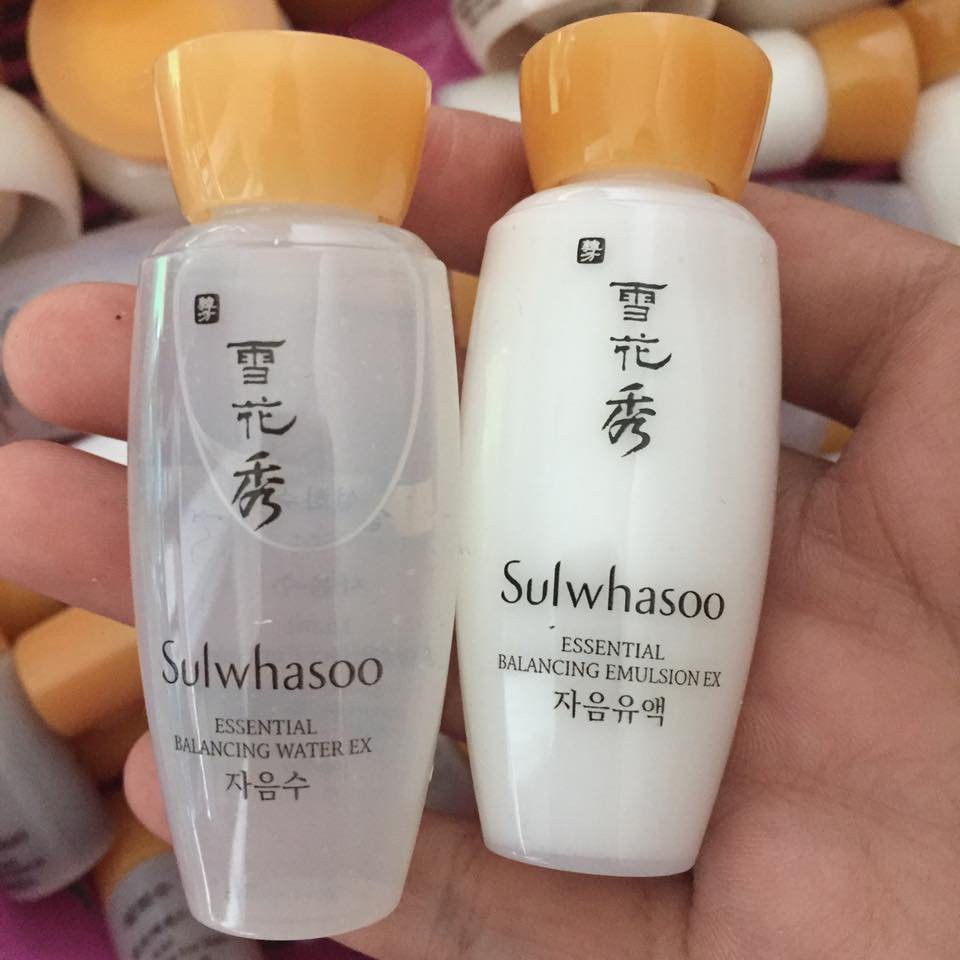 雪
花
秀
Sulwhasoo
ESSENTIAL
BALANCING WATER EX
자음수
雪
花
秀
Sulwhasoo
ESSENTIAL
BALANCING EMULSION EX
자음유액